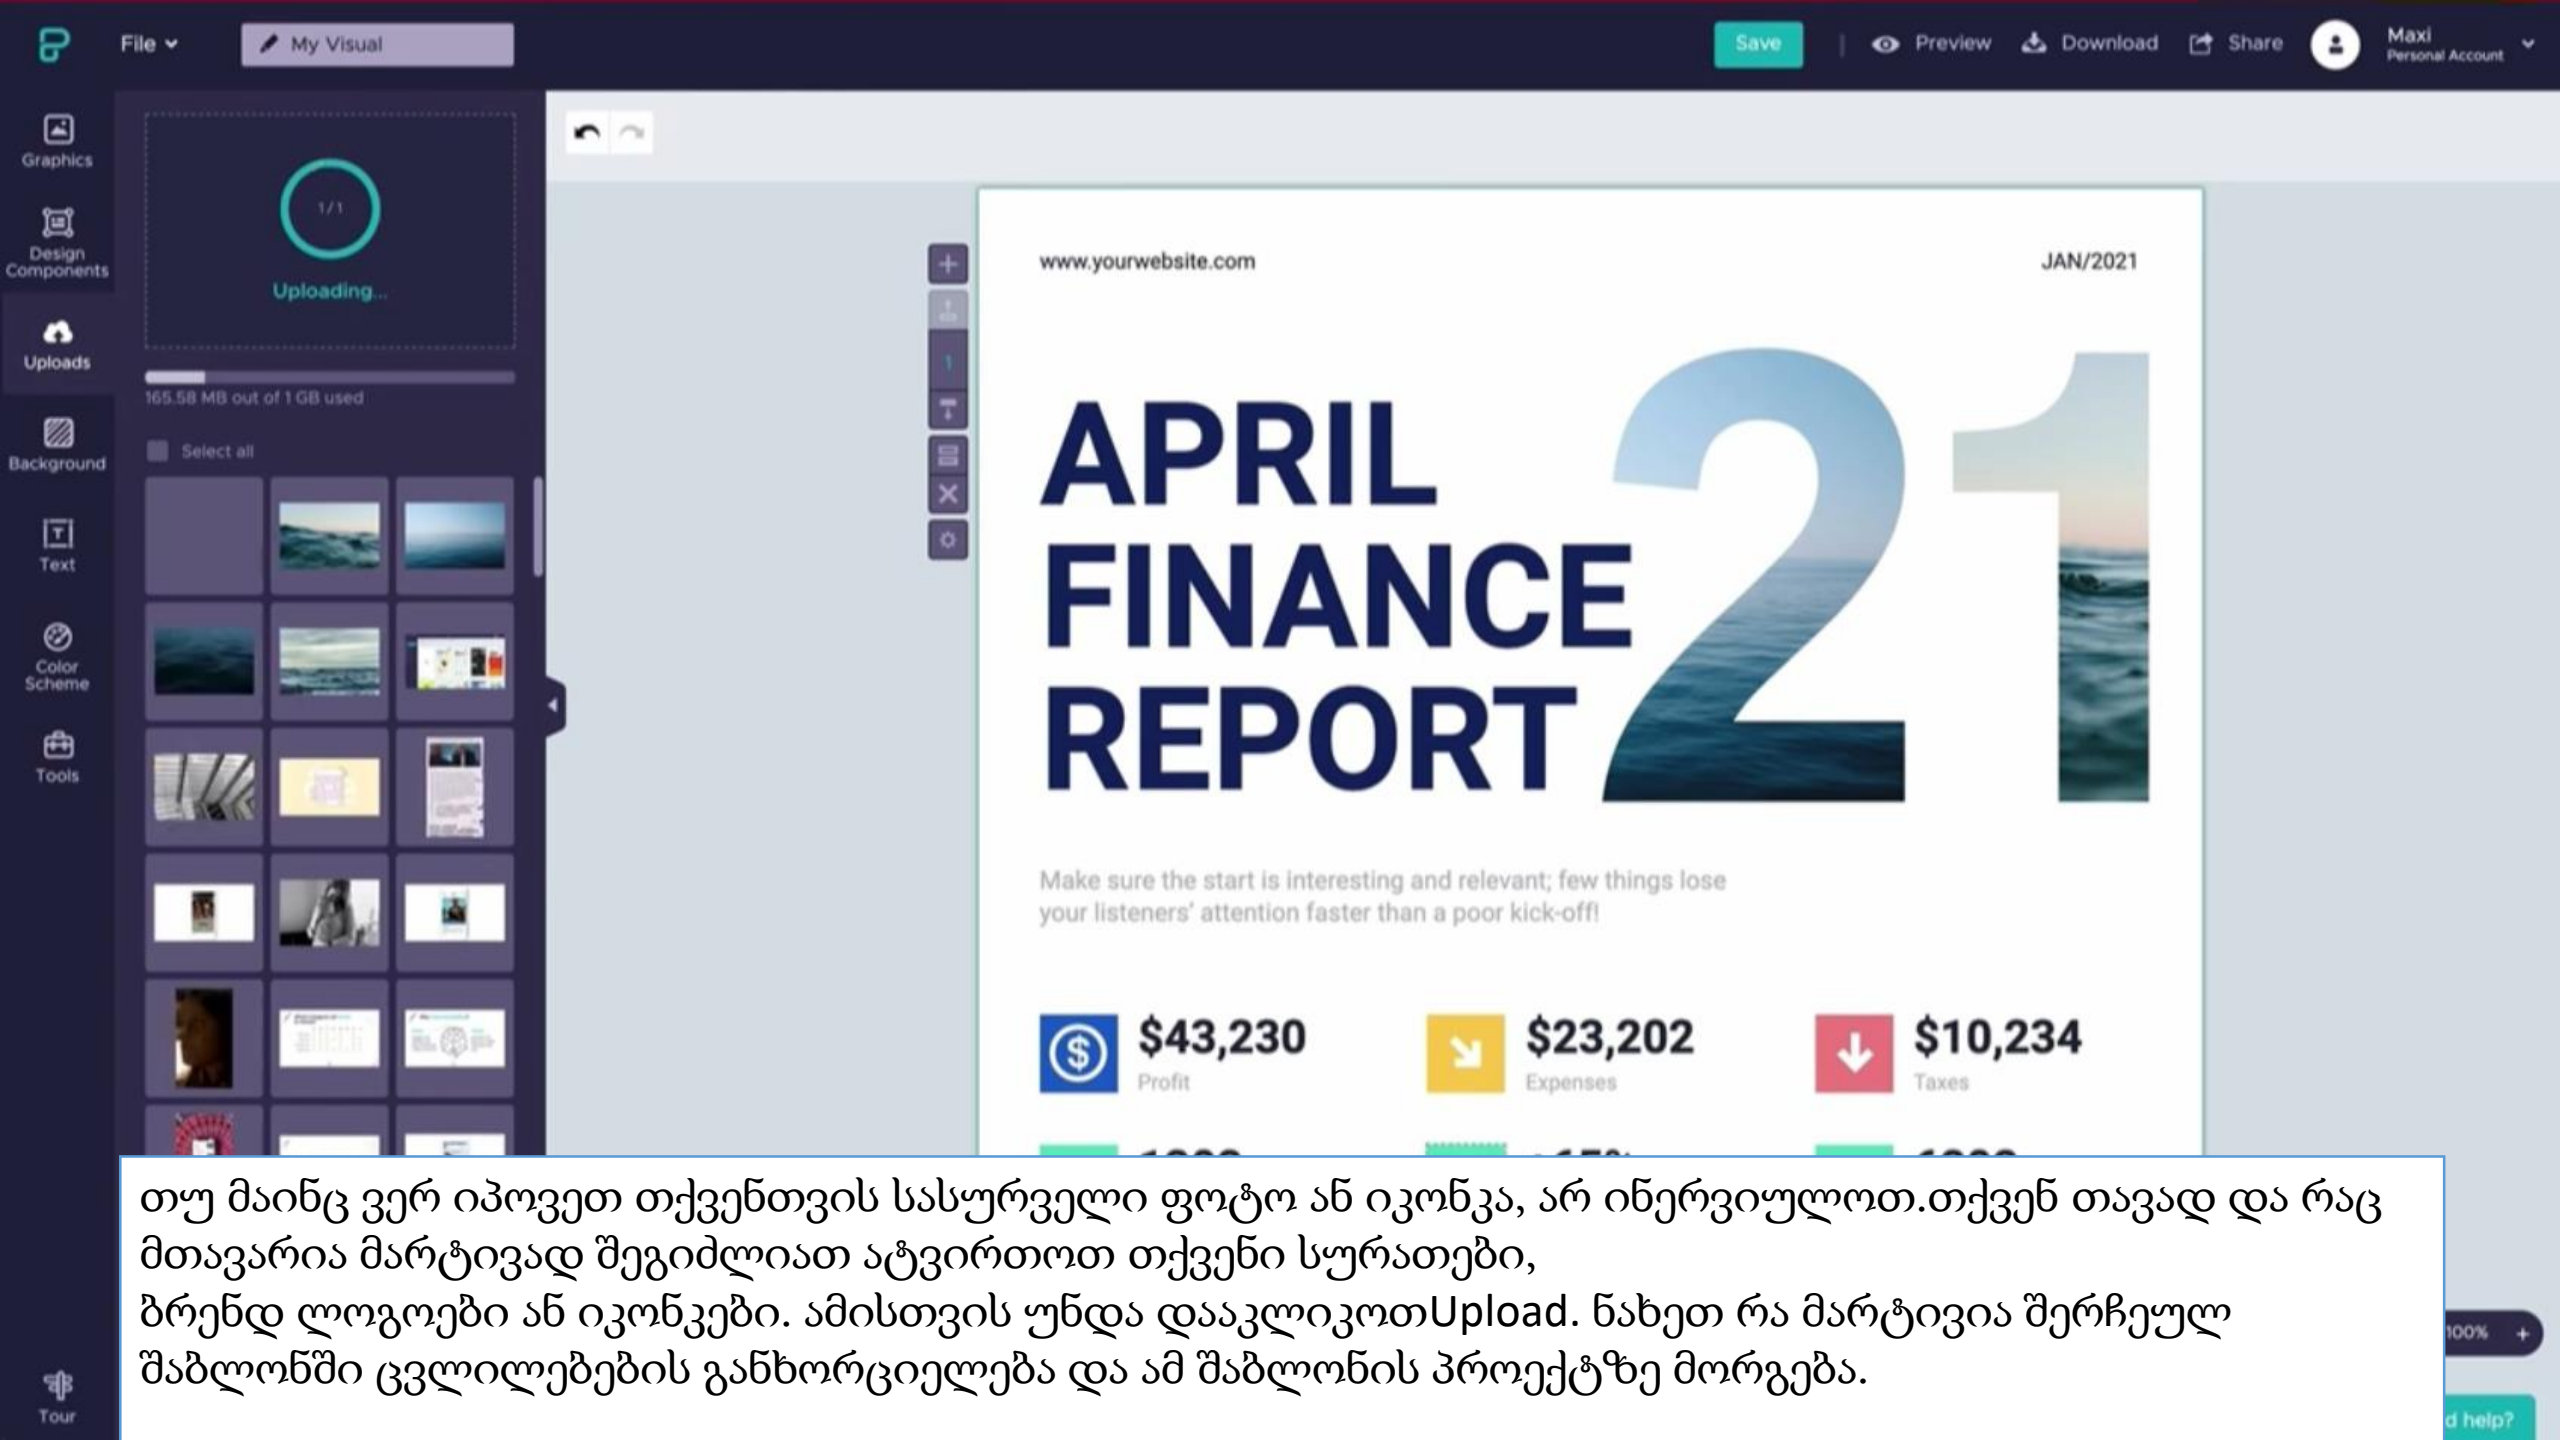 File
My Visual
Save
Preview
Download
Share
Maxi
Personal Account
Graphics
Design
Components
Uploads
Background
Text
Color
Scheme
Tools
Tour
1/1
Uploading...
165.58 MB out of 1 GB used
Select all
1
www.yourwebsite.com
JAN/2021
APRIL
FINANCE
REPORT
21
Make sure the start is interesting and relevant; few things lose
your listeners' attention faster than a poor kick-off!
$43,230
Profit
$23,202
Expenses
$10,234
Taxes
თუ მაინც ვერ იპოვეთ თქვენთვის სასურველი ფოტო ან იკონკა, არ ინერვიულოთ.თქვენ თავად და რაც
მთავარია მარტივად შეგიძლიათ ატვირთოთ თქვენი სურათები,
ბრენდ ლოგოები ან იკონკები. ამისთვის უნდა დააკლიკოთUpload. ნახეთ რა მარტივია შერჩეულ
შაბლონში ცვლილებების განხორციელება და ამ შაბლონის პროექტზე მორგება.
100% +
d help?